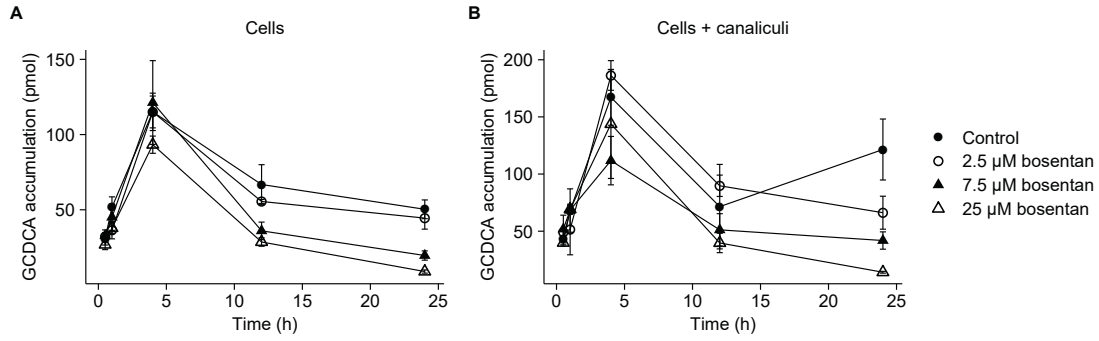 A
Cells
GCDCA accumulation (pmol)
150
100
50
0 5 10 15 20 25
Time (h)
B
Cells + canaliculi
GCDCA accumulation (pmol)
200
150
100
50
0 5 10 15 20 25
Time (h)
Control
2.5 µM bosentan
7.5 µM bosentan
25 µM bosentan